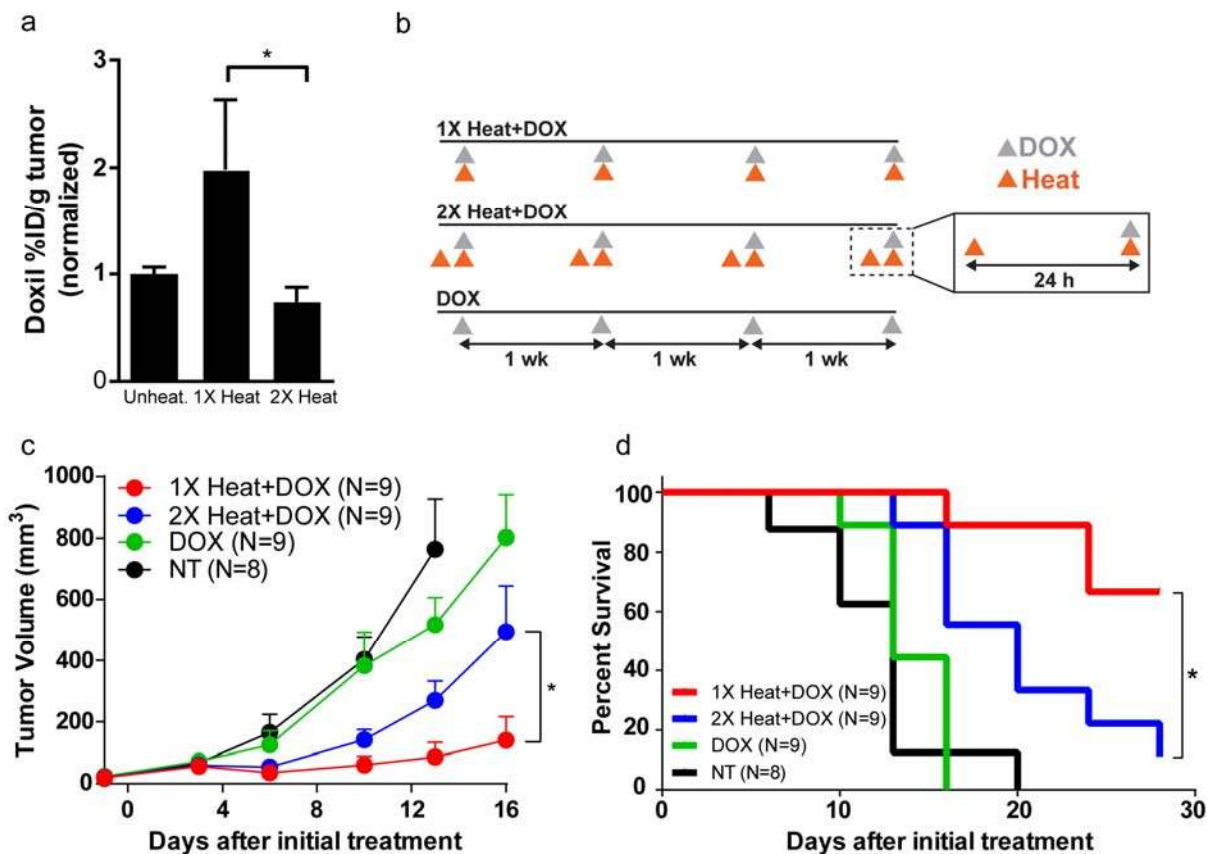 a
*
3
2
1
0
Doxil %ID/g tumor
(normalized)
Unheat. 1X Heat 2X Heat
b
1X Heat+DOX
2X Heat+DOX
DOX
1 wk 1 wk 1 wk
DOX
Heat
24 h
c
1000
800
600
400
200
0
Tumor Volume (mm³)
1X Heat+DOX (N=9)
2X Heat+DOX (N=9)
DOX (N=9)
NT (N=8)
*
0 4 8 12 16
Days after initial treatment
d
100
80
60
40
20
0
Percent Survival
1X Heat+DOX (N=9)
2X Heat+DOX (N=9)
DOX (N=9)
NT (N=8)
*
0 10 20 30
Days after initial treatment